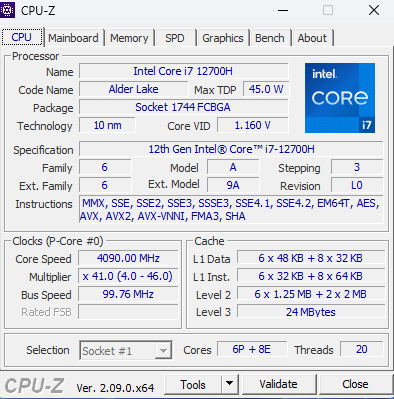 CPU-Z
CPU Mainboard Memory SPD Graphics Bench About
Processor
Name Intel Core i7 12700H
Code Name Alder Lake Max TDP 45.0 W
Package Socket 1744 FCBGA
Technology 10 nm Core VID 1.160 V
intel
CORE
i7
Specification 12th Gen Intel® Core™ i7-12700H
Family 6 Model A Stepping 3
Ext. Family 6 Ext. Model 9A Revision L0
Instructions MMX, SSE, SSE2, SSE3, SSSE3, SSE4.1, SSE4.2, EM64T, AES,
AVX, AVX2, AVX-VNNI, FMA3, SHA
Clocks (P-Core #0)
Core Speed 4090.00 MHz
Multiplier x 41.0 (4.0 - 46.0)
Bus Speed 99.76 MHz
Rated FSB
Cache
L1 Data 6 x 48 KB + 8 x 32 KB
L1 Inst. 6 x 32 KB + 8 x 64 KB
Level 2 6 x 1.25 MB + 2 x 2 MB
Level 3 24 MBytes
Selection Socket #1 Cores 6P + 8E Threads 20
CPU-Z Ver. 2.09.0.x64 Tools Validate Close